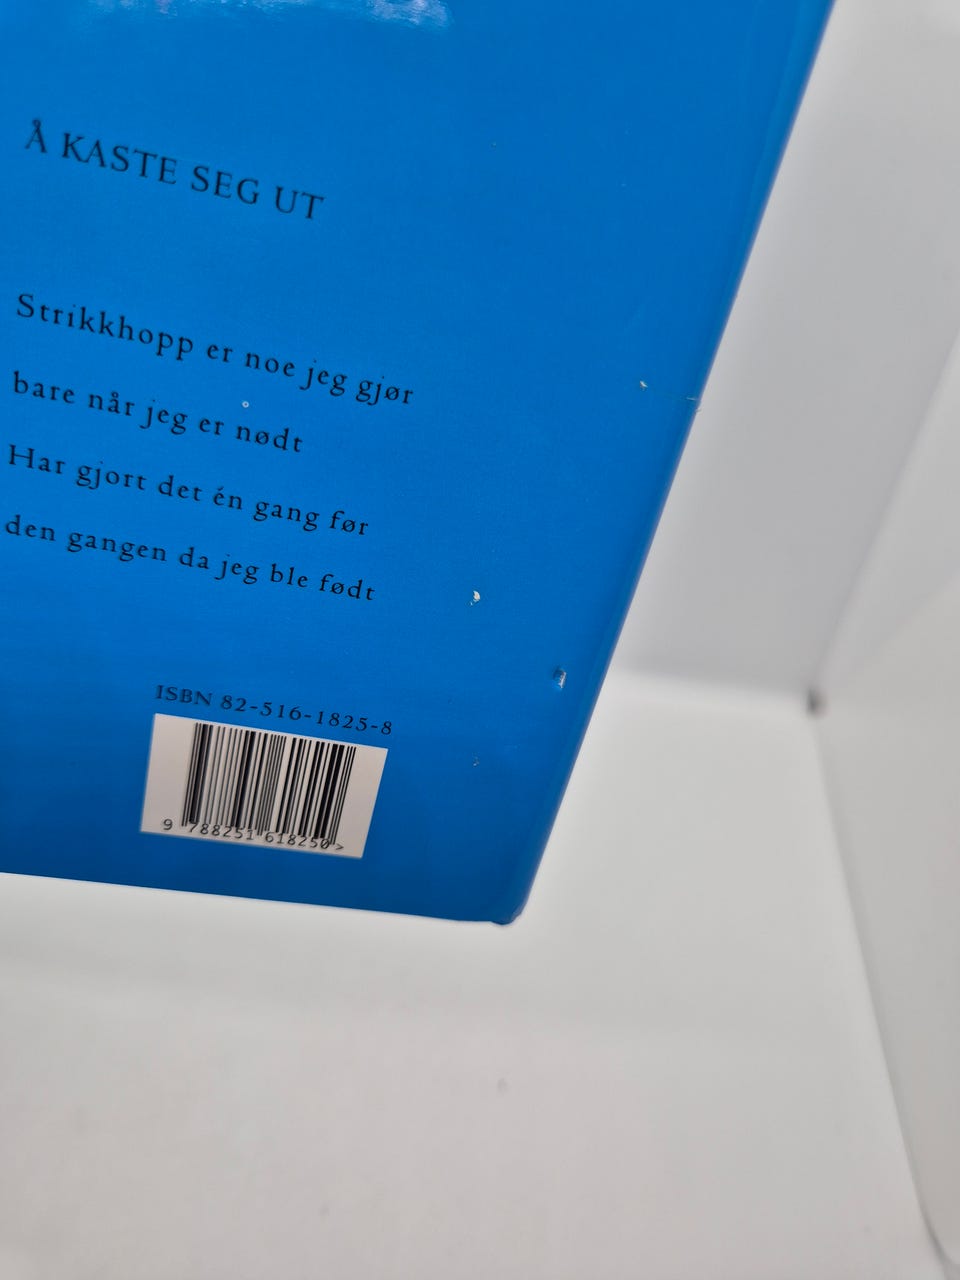 Å KASTE SEG UT
Strikkhopp er noe jeg gjør
bare når jeg er nødt
Har gjort det én gang før
den gangen da jeg ble født
ISBN 82-516-1825-8
9 788251 618250 >